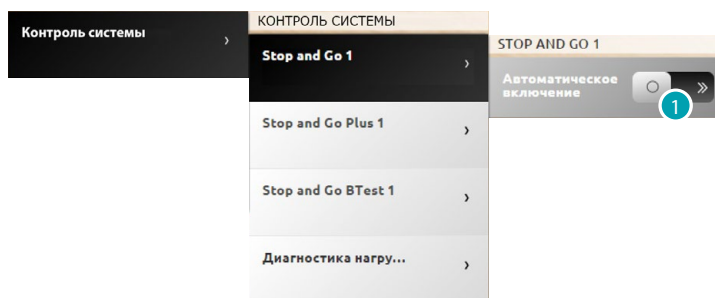 Контроль системы
КОНТРОЛЬ СИСТЕМЫ
Stop and Go 1
Stop and Go Plus 1
Stop and Go BTest 1
Диагностика нагру...
STOP AND GO 1
Автоматическое
включение
1